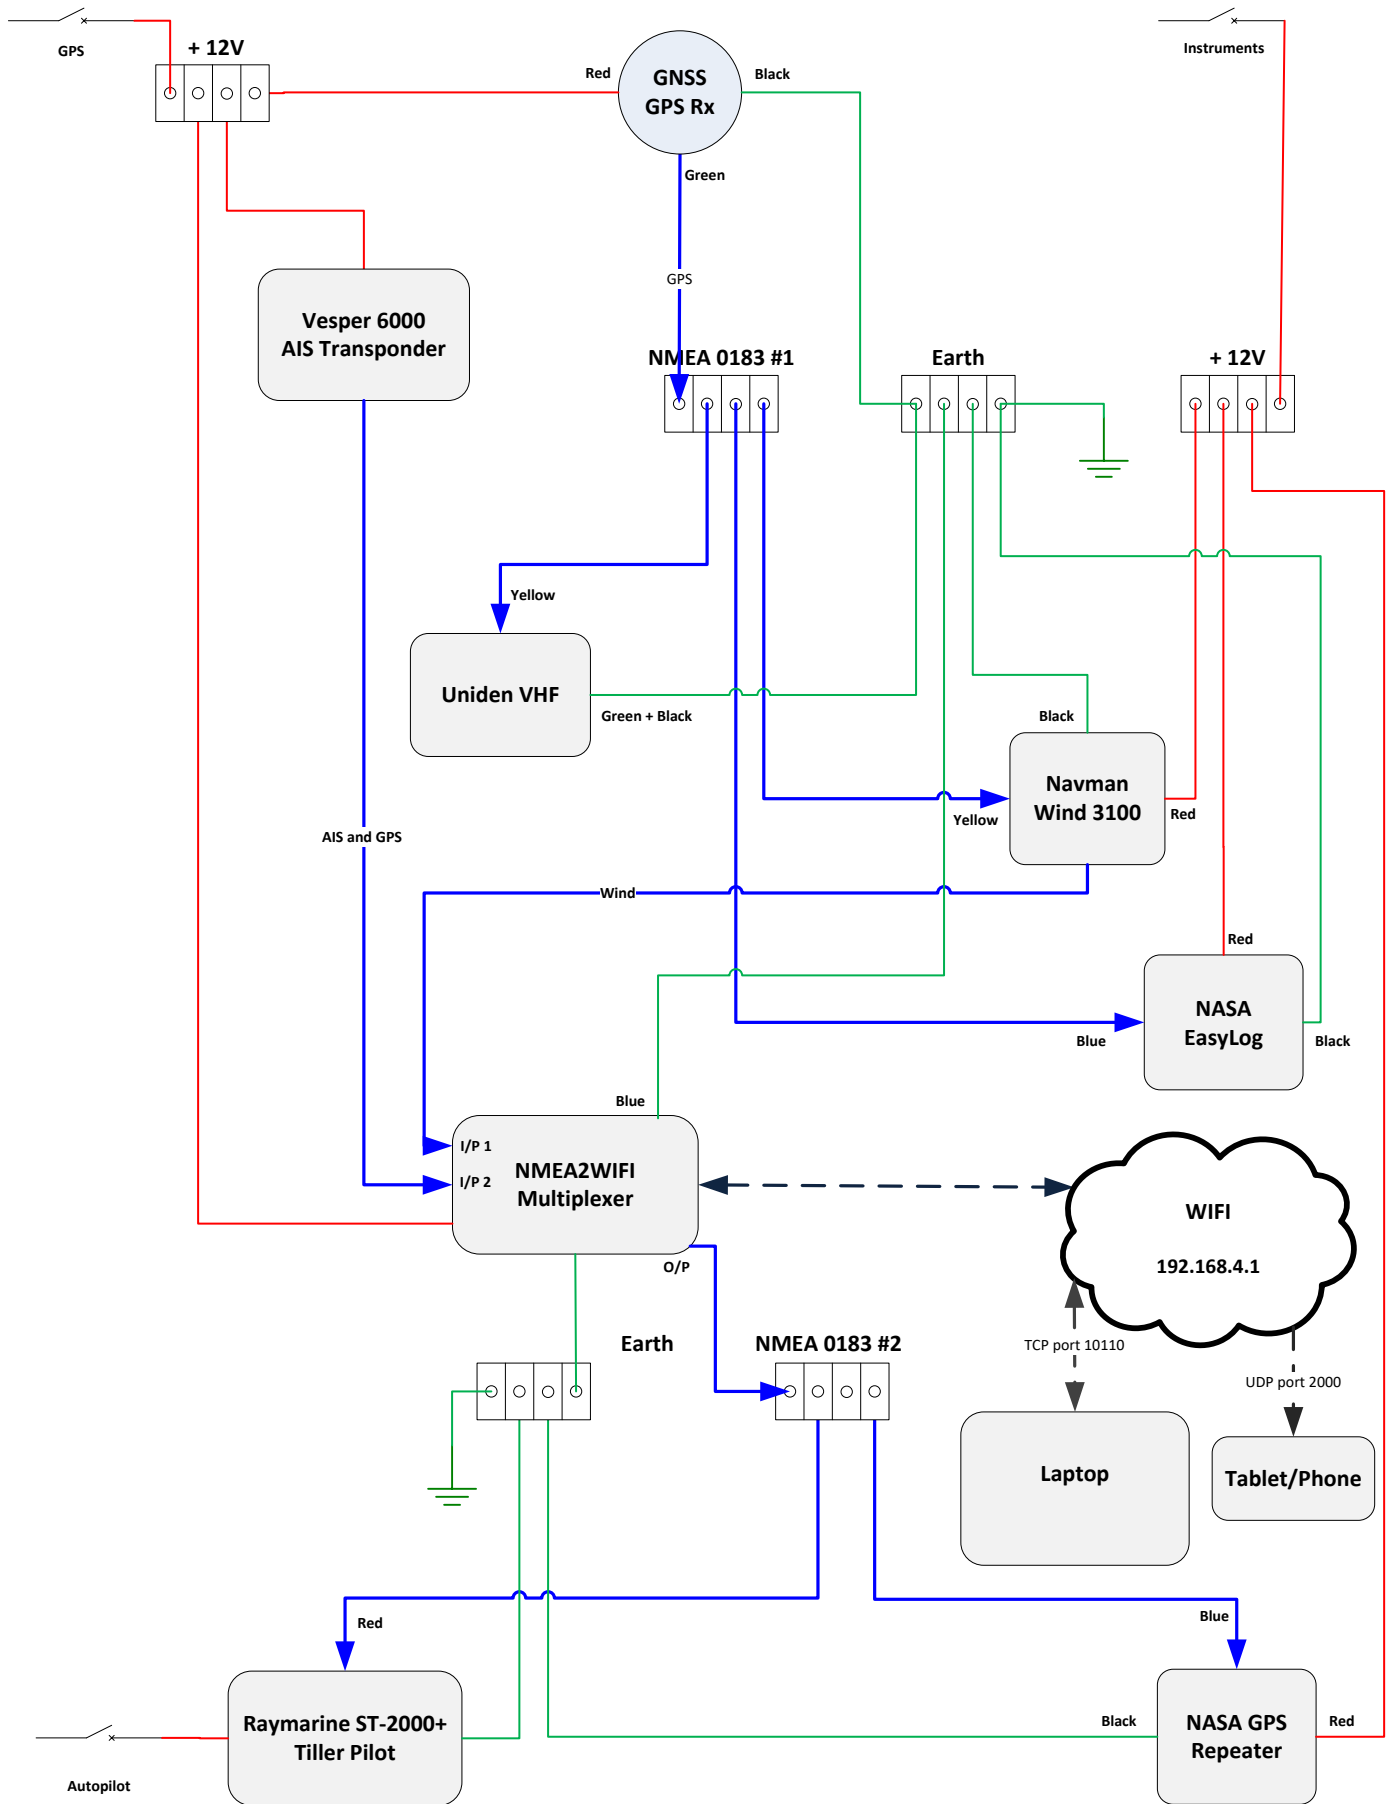 GPS
+ 12V
Red
GNSS
GPS Rx
Black
Instruments
Green
GPS
Vesper 6000
AIS Transponder
NMEA 0183 #1
Earth
+ 12V
Yellow
Uniden VHF
Green + Black
Black
Navman
Wind 3100
Yellow
Red
AIS and GPS
Wind
Red
NASA
EasyLog
Blue
Black
Blue
I/P 1
I/P 2
NMEA2WIFI
Multiplexer
O/P
WIFI
192.168.4.1
Earth
NMEA 0183 #2
TCP port 10110
UDP port 2000
Laptop
Tablet/Phone
Red
Blue
Raymarine ST-2000+
Tiller Pilot
Black
NASA GPS
Repeater
Red
Autopilot